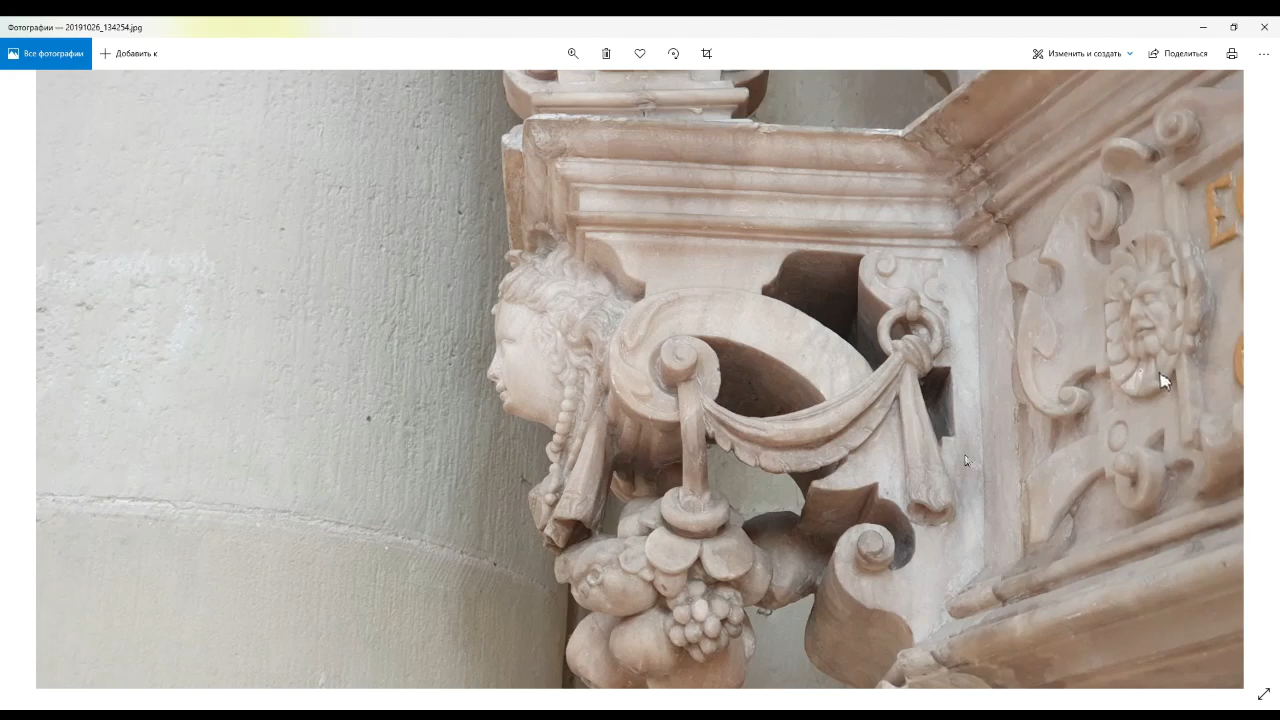 Фотографии — 20191026_134254.jpg
Все фотографии
Добавить к
Изменить и создать
Поделиться
E